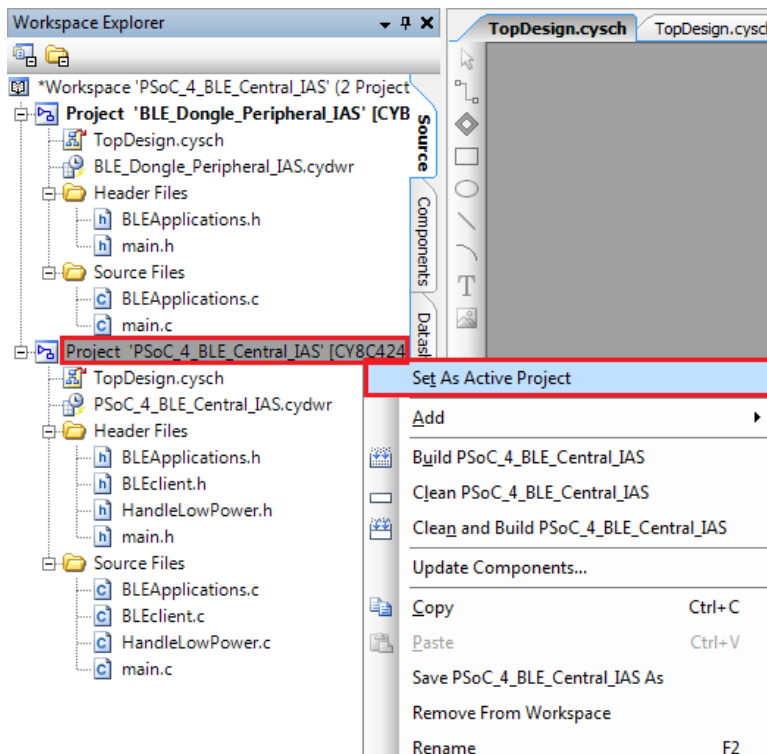 Workspace Explorer
TopDesign.cysch
TopDesign.cysc
*Workspace 'PSoC_4_BLE_Central_IAS' (2 Project
Project 'BLE_Dongle_Peripheral_IAS' [CYB
TopDesign.cysch
BLE_Dongle_Peripheral_IAS.cydwr
Header Files
BLEApplications.h
main.h
Source Files
BLEApplications.c
main.c
Project 'PSoC_4_BLE_Central_IAS' [CY8C424
TopDesign.cysch
PSoC_4_BLE_Central_IAS.cydwr
Header Files
BLEApplications.h
BLEclient.h
HandleLowPower.h
main.h
Source Files
BLEApplications.c
BLEclient.c
HandleLowPower.c
main.c
Source
Components
Datash
Set As Active Project
Add
Build PSoC_4_BLE_Central_IAS
Clean PSoC_4_BLE_Central_IAS
Clean and Build PSoC_4_BLE_Central_IAS
Update Components...
Copy Ctrl+C
Paste Ctrl+V
Save PSoC_4_BLE_Central_IAS As
Remove From Workspace
Rename F2